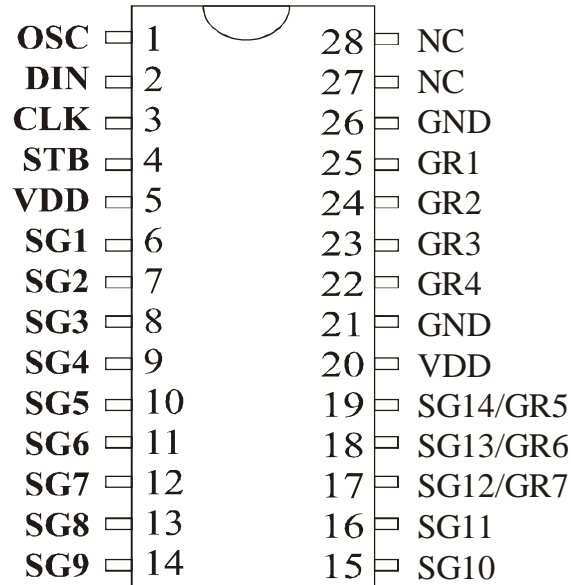 OSC 1 28 NC
DIN 2 27 NC
CLK 3 26 GND
STB 4 25 GR1
VDD 5 24 GR2
SG1 6 23 GR3
SG2 7 22 GR4
SG3 8 21 GND
SG4 9 20 VDD
SG5 10 19 SG14/GR5
SG6 11 18 SG13/GR6
SG7 12 17 SG12/GR7
SG8 13 16 SG11
SG9 14 15 SG10